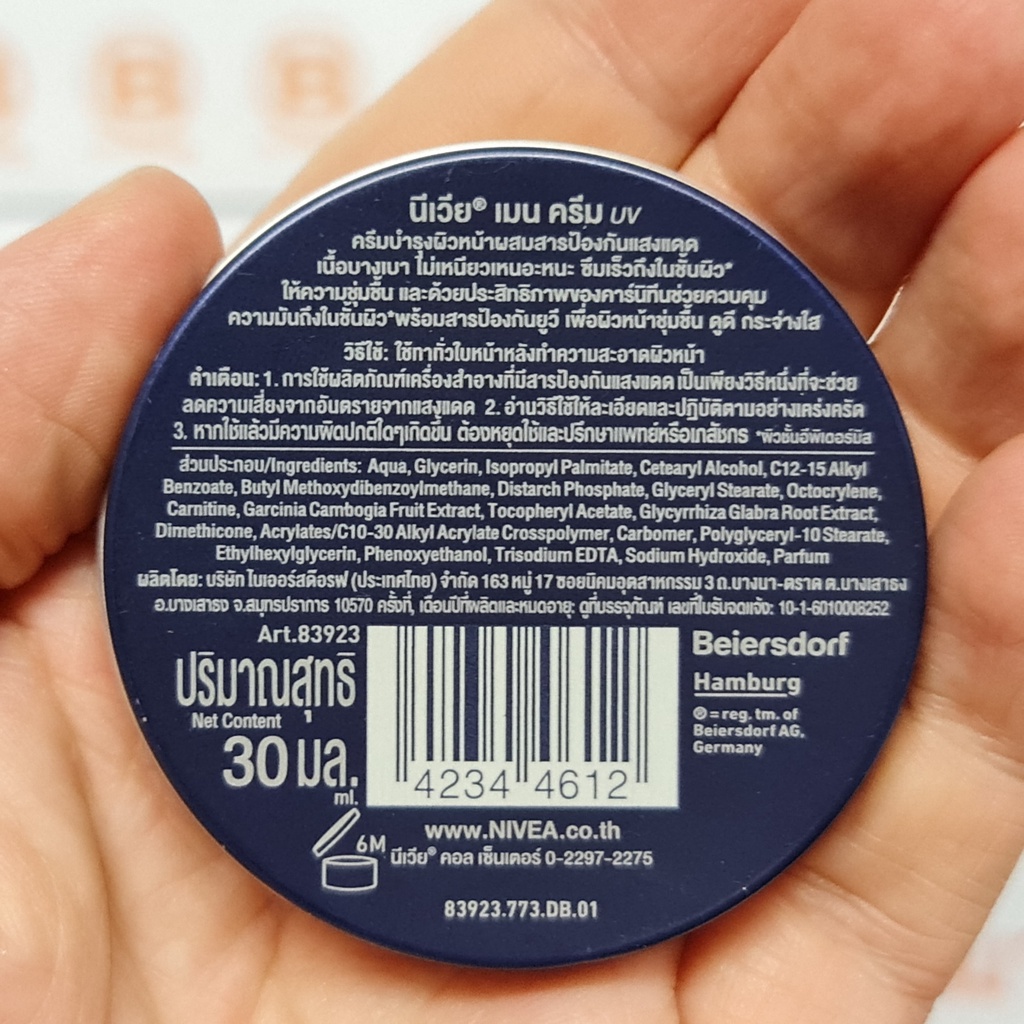 นีเวีย® เมน ครีม UV
ครีมบำรุงผิวหน้าผสมสารป้องกันแสงแดด
เนื้อบางเบา ไม่เหนียวเหนอะหนะ ซึมเร็วถึงในชั้นผิว*
ให้ความชุ่มชื้น และด้วยประสิทธิภาพของคาร์นิทีนช่วยควบคุม
ความมันถึงในชั้นผิว*พร้อมสารป้องกันยูวี เพื่อผิวหน้าชุ่มชื้น ดูดี กระจ่างใส
วิธีใช้: ใช้ทาทั่วใบหน้าหลังทำความสะอาดผิวหน้า
คำเตือน: 1. การใช้ผลิตภัณฑ์เครื่องสำอางที่มีสารป้องกันแสงแดด เป็นเพียงวิธีหนึ่งที่จะช่วย
ลดความเสี่ยงจากอันตรายจากแสงแดด 2. อ่านวิธีใช้ให้ละเอียดและปฏิบัติตามอย่างเคร่งครัด
3. หากใช้แล้วมีความผิดปกติใดๆเกิดขึ้น ต้องหยุดใช้และปรึกษาแพทย์หรือเภสัชกร *ผิวชั้นอีพิเดอร์มิส
ส่วนประกอบ/Ingredients: Aqua, Glycerin, Isopropyl Palmitate, Cetearyl Alcohol, C12-15 Alkyl
Benzoate, Butyl Methoxydibenzoylmethane, Distarch Phosphate, Glyceryl Stearate, Octocrylene,
Carnitine, Garcinia Cambogia Fruit Extract, Tocopheryl Acetate, Glycyrrhiza Glabra Root Extract,
Dimethicone, Acrylates/C10-30 Alkyl Acrylate Crosspolymer, Carbomer, Polyglyceryl-10 Stearate,
Ethylhexylglycerin, Phenoxyethanol, Trisodium EDTA, Sodium Hydroxide, Parfum
ผลิตโดย: บริษัท ไบเออร์สด๊อรฟ (ประเทศไทย) จำกัด 163 หมู่ 17 ซอยนิคมอุตสาหกรรม 3 ถ.บางนา-ตราด ต.บางเสาธง
อ.บางเสาธง จ.สมุทรปราการ 10570 ครั้งที่, เดือนปีที่ผลิตและหมดอายุ: ดูที่บรรจุภัณฑ์ เลขที่ใบรับจดแจ้ง: 10-1-6010008252
Art.83923
ปริมาณสุทธิ
Net Content
30 มล.
ml.
4234 4612
Beiersdorf
Hamburg
®=reg. tm. of
Beiersdorf AG,
Germany
www.NIVEA.co.th
6M
นีเวีย® คอล เซ็นเตอร์ 0-2297-2275
83923.773.DB.01